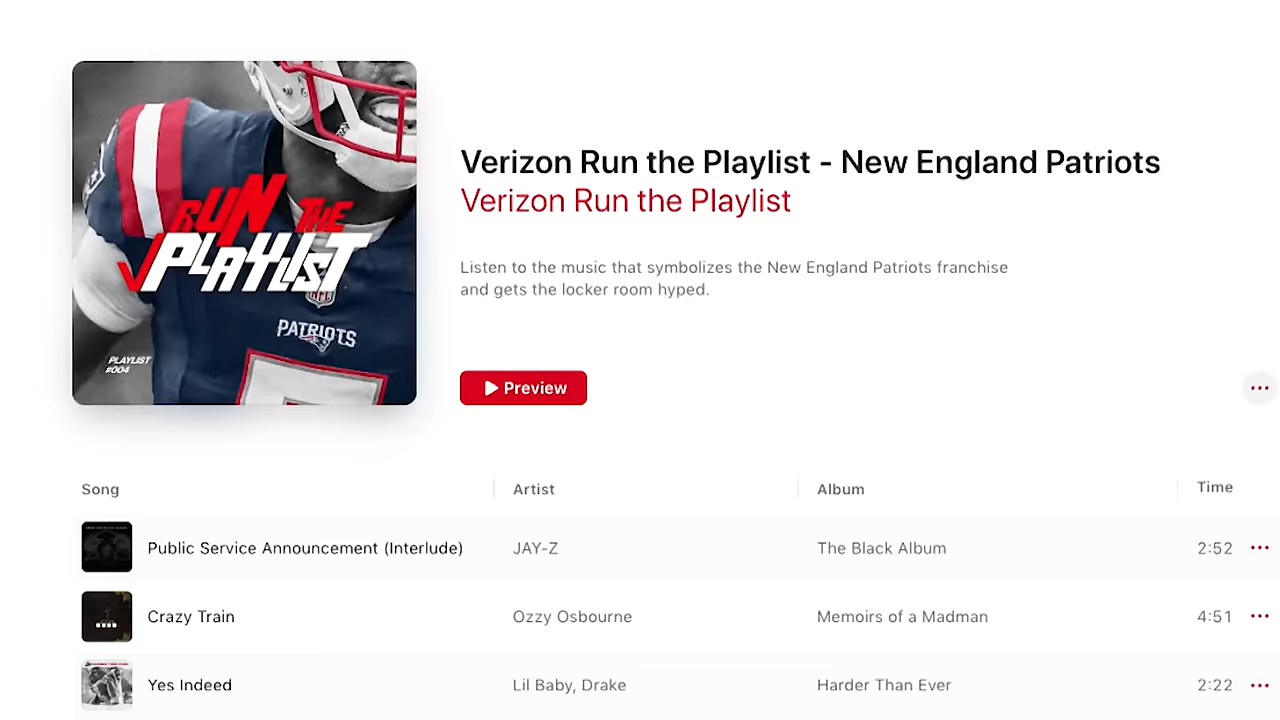 RUN THE
PLAYLIST
NFL
PATRIOTS
PLAYLIST
#004
Verizon Run the Playlist - New England Patriots
Verizon Run the Playlist
Listen to the music that symbolizes the New England Patriots franchise
and gets the locker room hyped.
Preview
Song Artist Album Time
Public Service Announcement (Interlude) JAY-Z The Black Album 2:52
Crazy Train Ozzy Osbourne Memoirs of a Madman 4:51
Yes Indeed Lil Baby, Drake Harder Than Ever 2:22